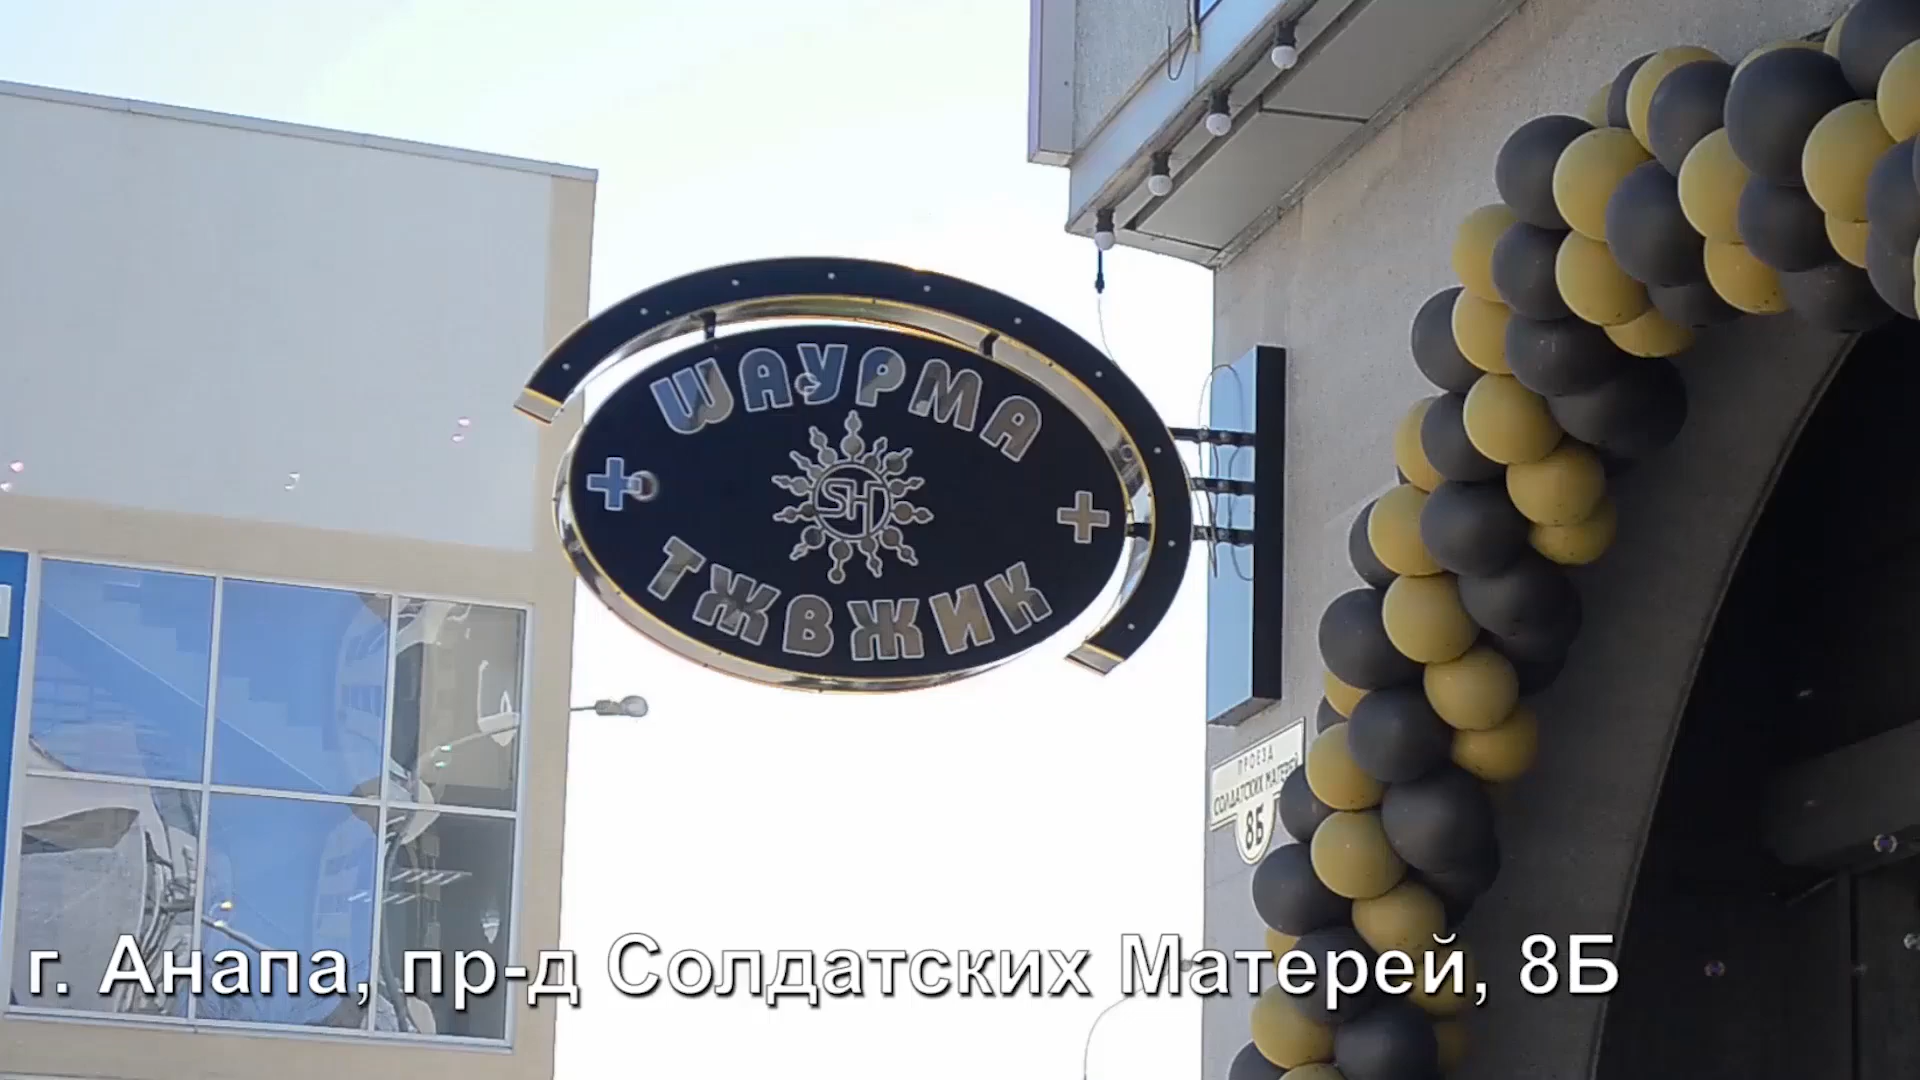 ШАУРМА
+ SH +
ТЖВЖИК
ПРОЕЗД
СОЛДАТСКИХ МАТЕРЕЙ
8Б
г. Анапа, пр-д Солдатских Матерей, 8Б